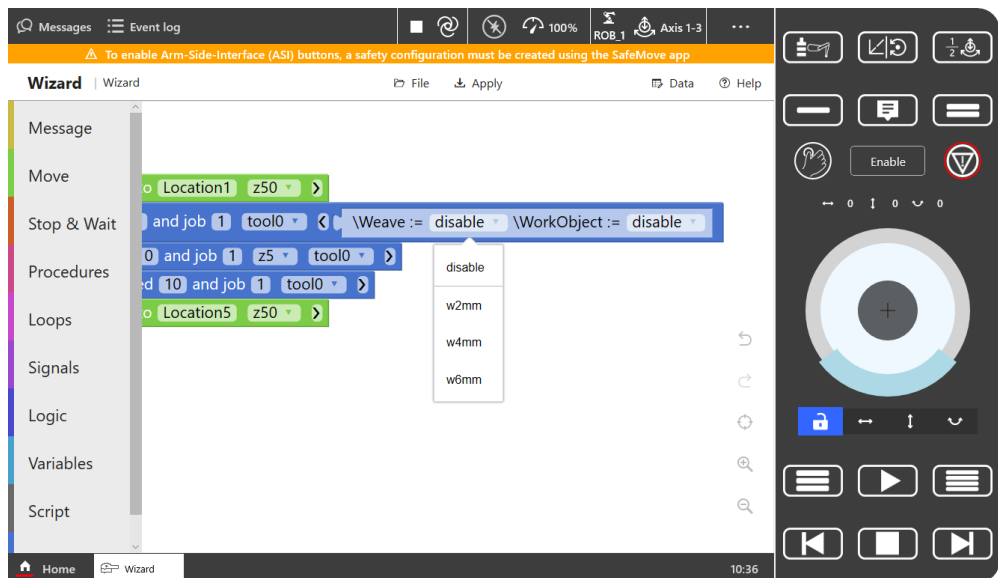 Messages Event log 100% ROB_1 Axis 1-3 ...
To enable Arm-Side-Interface (ASI) buttons, a safety configuration must be created using the SafeMove app
Wizard | Wizard File Apply Data Help
Message
Move
Stop & Wait
Procedures
Loops
Signals
Logic
Variables
Script
o Location1 z50
and job 1 tool0 \Weave := disable \WorkObject := disable
0 and job 1 z5 tool0
ed 10 and job 1 tool0
o Location5 z50
disable
w2mm
w4mm
w6mm
1
2
Enable
0 0 0
Home Wizard 10:36